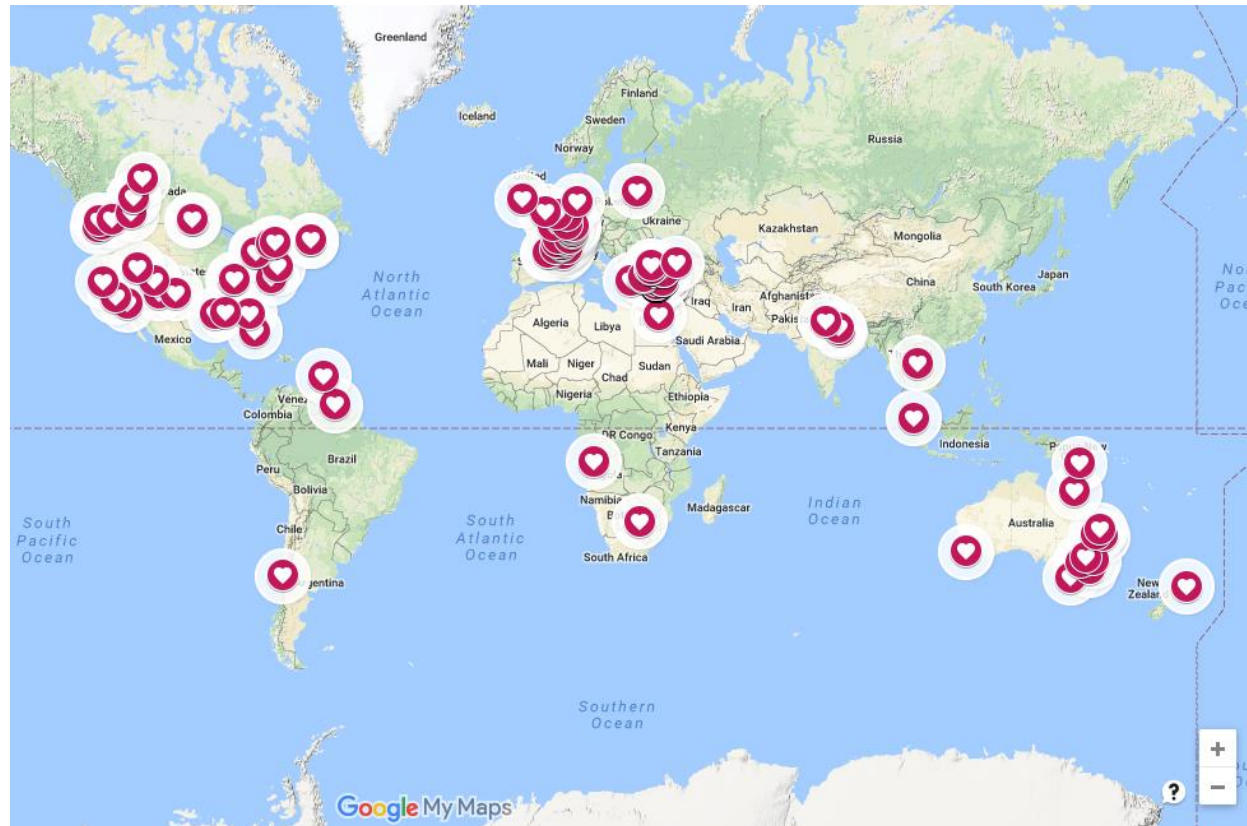 Greenland
Iceland
Finland
Sweden
Norway
Russia
United
Ukraine
Kazakhstan
Mongolia
North
Atlantic
Ocean
China
Japan
South Korea
Iraq
Iran
Mexico
Algeria
Libya
Saudi Arabia
Mali
Niger
Chad
Sudan
Nigeria
Ethiopia
Colombia
DR Congo
Kenya
Tanzania
Indonesia
Brazil
Peru
Bolivia
Chile
South
Pacific
Ocean
South
Atlantic
Ocean
Namibia
Madagascar
Indian
Ocean
Australia
South Africa
New
Zealand
Southern
Ocean
Google My Maps
?
+
−